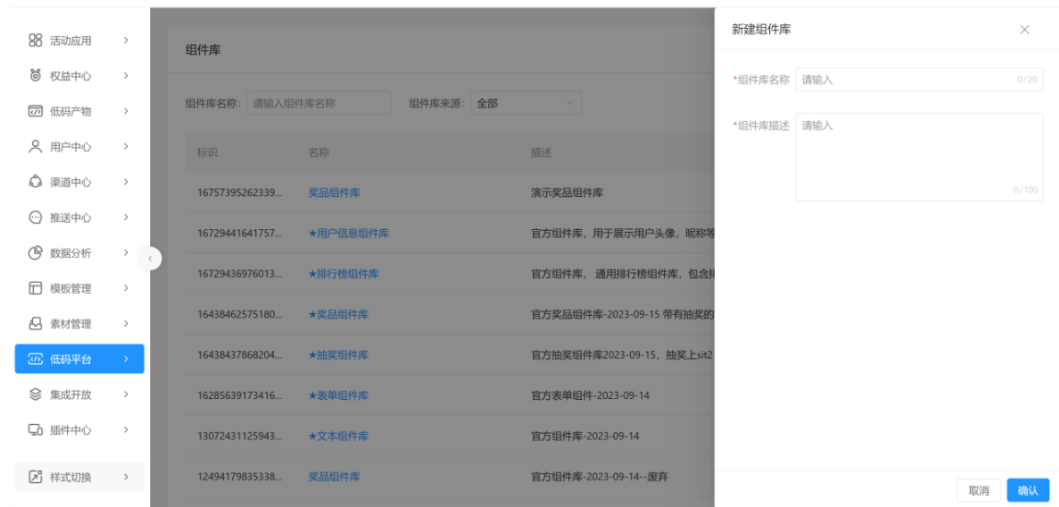 活动应用
权益中心
低码产物
用户中心
渠道中心
推送中心
数据分析
模板管理
素材管理
低码平台
集成开放
插件中心
样式切换
组件库
组件库名称: 请输入组件库名称 组件库来源: 全部
标识 名称 描述
16757395262339... 奖品组件库 演示奖品组件库
16729441641757... ★用户信息组件库 官方组件库，用于展示用户头像，昵称等
16729436976013... ★排行榜组件库 官方组件库， 通用排行榜组件库，包含排
16438462575180... ★奖品组件库 官方奖品组件库-2023-09-15 带有抽奖的
16438437868204... ★抽奖组件库 官方抽奖组件库2023-09-15，抽奖上sit2
16285639173416... ★表单组件库 官方表单组件-2023-09-14
13072431125943... ★文本组件库 官方组件库-2023-09-14
12494179835338... 奖品组件库 官方组件库-2023-09-14--废弃
新建组件库
*组件库名称 请输入 0/20
*组件库描述 请输入
0/100
取消 确认